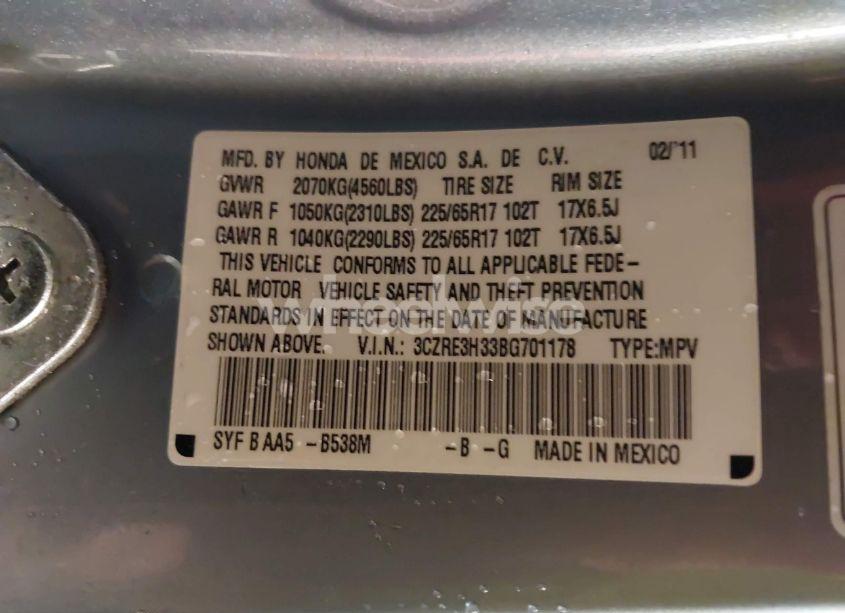 MFD. BY HONDA DE MEXICO S.A. DE C.V. 02/11
GVWR 2070KG(4560LBS) TIRE SIZE RIM SIZE
GAWR F 1050KG(2310LBS) 225/65R17 102T 17X6.5J
GAWR R 1040KG(2290LBS) 225/65R17 102T 17X6.5J
THIS VEHICLE CONFORMS TO ALL APPLICABLE FEDE-
RAL MOTOR VEHICLE SAFETY AND THEFT PREVENTION
STANDARDS IN EFFECT ON THE DATE OF MANUFACTURE
SHOWN ABOVE. V.I.N.: 3CZRE3H33BG701178 TYPE:MPV
SYF B AA5 -B538M -B -G MADE IN MEXICO